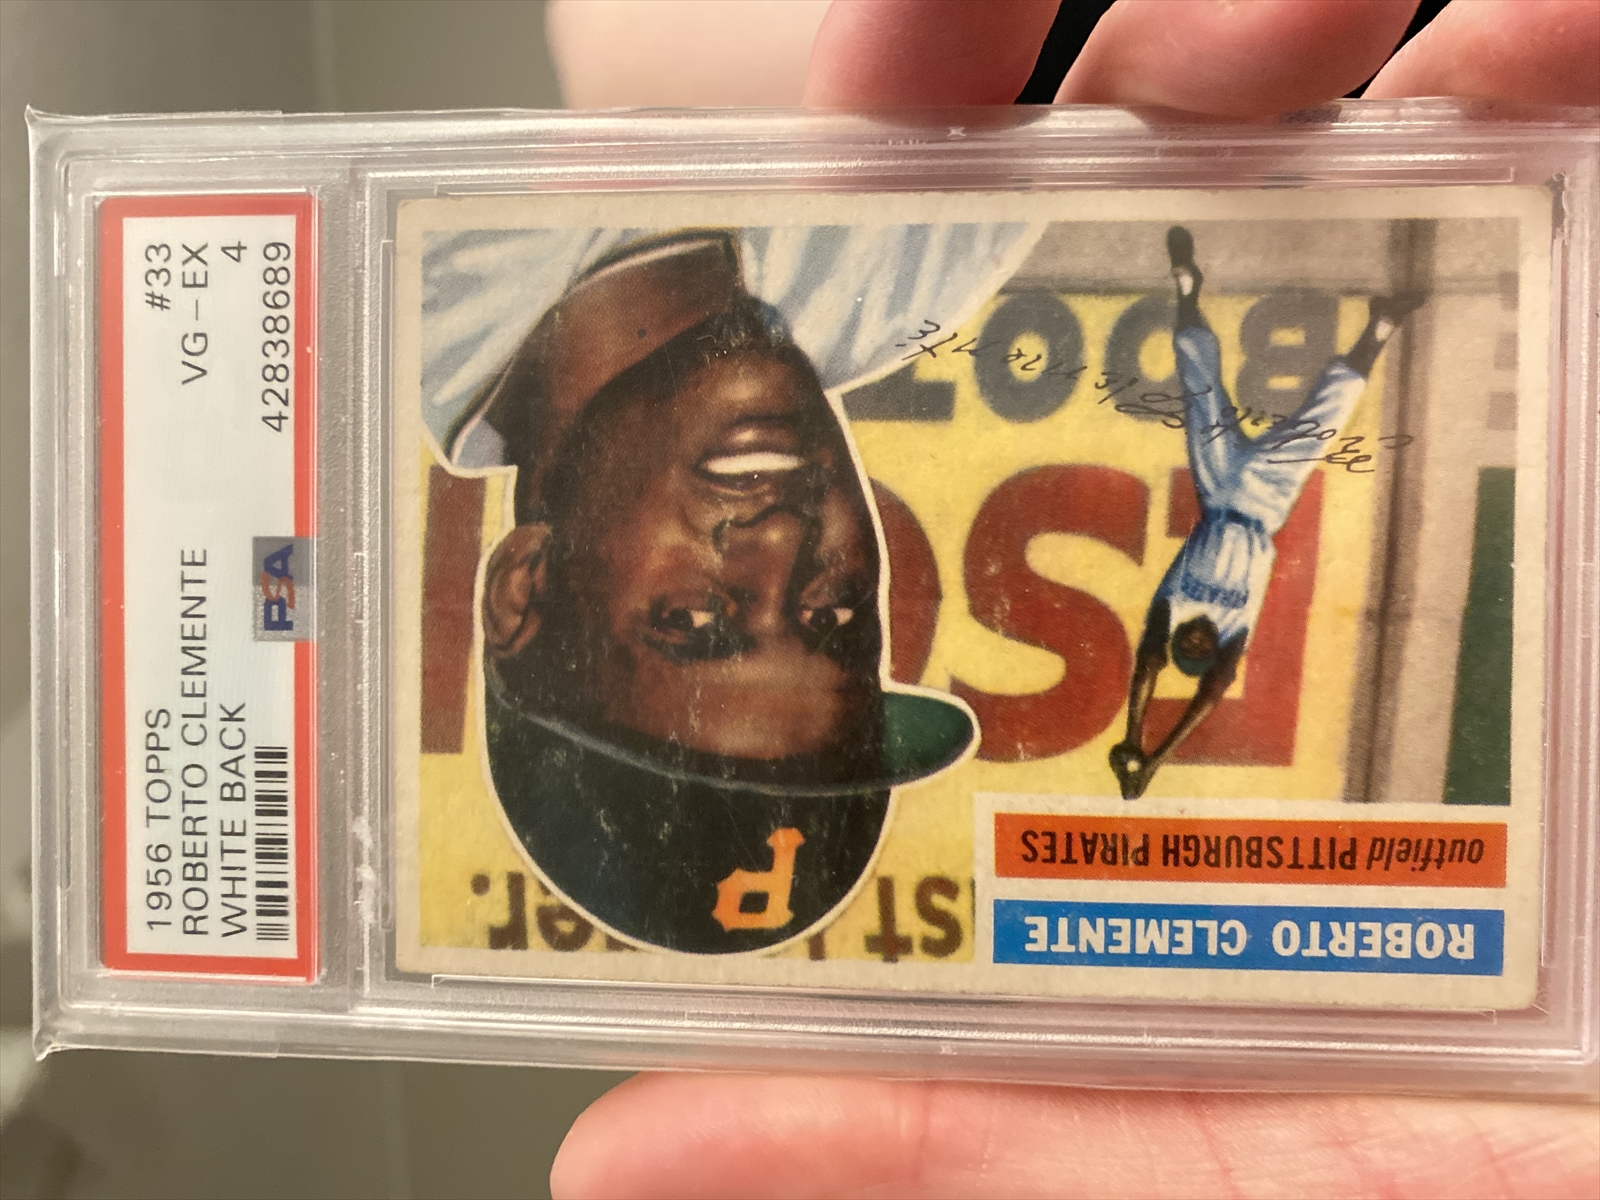 1956 TOPPS #33
ROBERTO CLEMENTE VG-EX
WHITE BACK 4
PSA 42838689
ROBERTO CLEMENTE
outfield PITTSBURGH PIRATES
P
PIRATES
Roberto Clemente